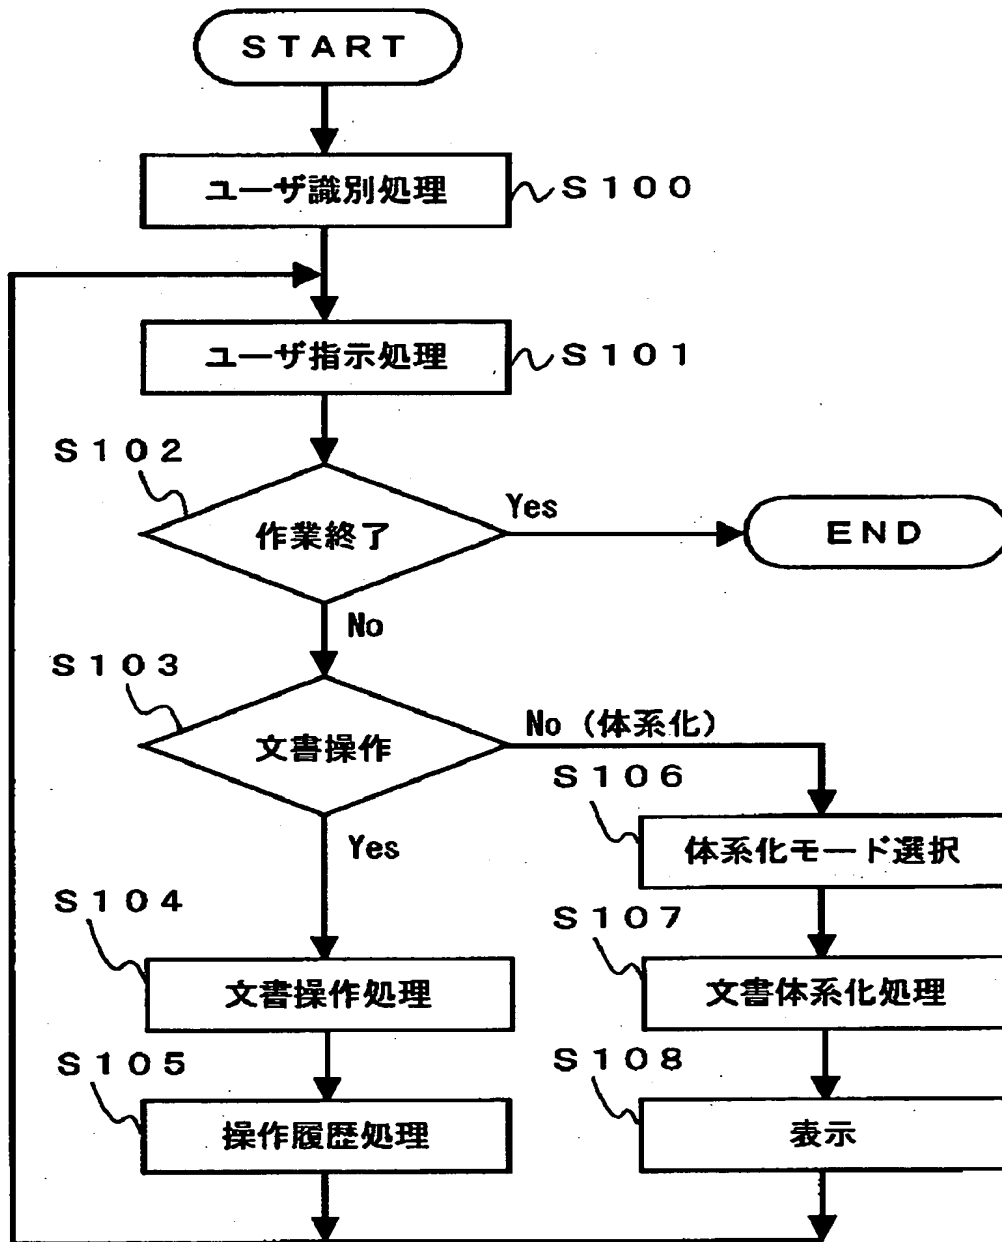 START
ユーザ識別処理
S100
ユーザ指示処理
S101
S102
作業終了
Yes
END
No
S103
文書操作
No (体系化)
Yes
S106
体系化モード選択
S104
文書操作処理
S107
文書体系化処理
S105
操作履歴処理
S108
表示